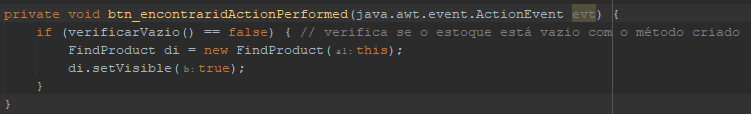 private void btn_encontraridActionPerformed(java.awt.event.ActionEvent evt) {
if (verificarVazio() == false) { // verifica se o estoque está vazio com o método criado
FindProduct di = new FindProduct( a1: this);
di.setVisible( b: true);
}
}